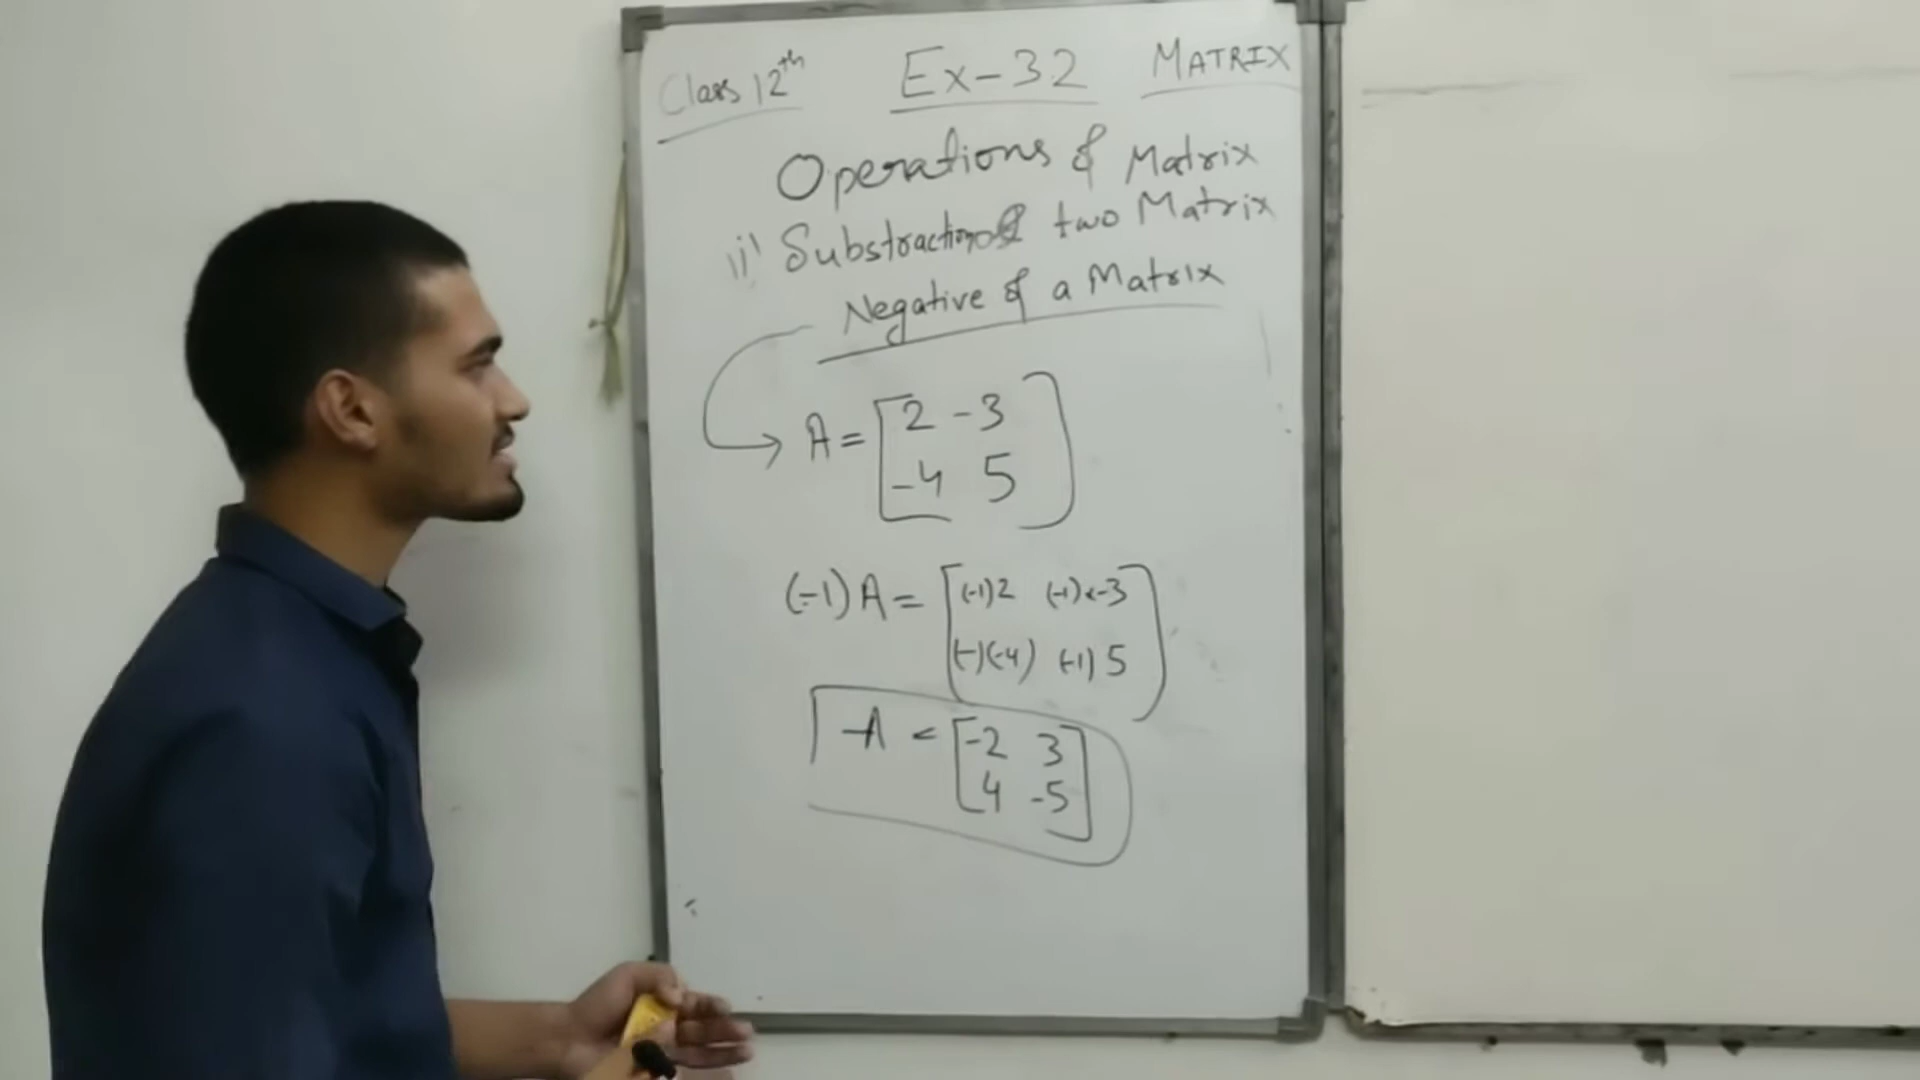 Class 12th Ex-32 MATRIX
Operations of Matrix
ii) Substraction of two Matrix
Negative of a Matrix
A = [2 -3
-4 5]
(-1) A = [(-1)2 (-1)×-3
(-)(-4) (-1) 5]
-A = [-2 3
4 -5]